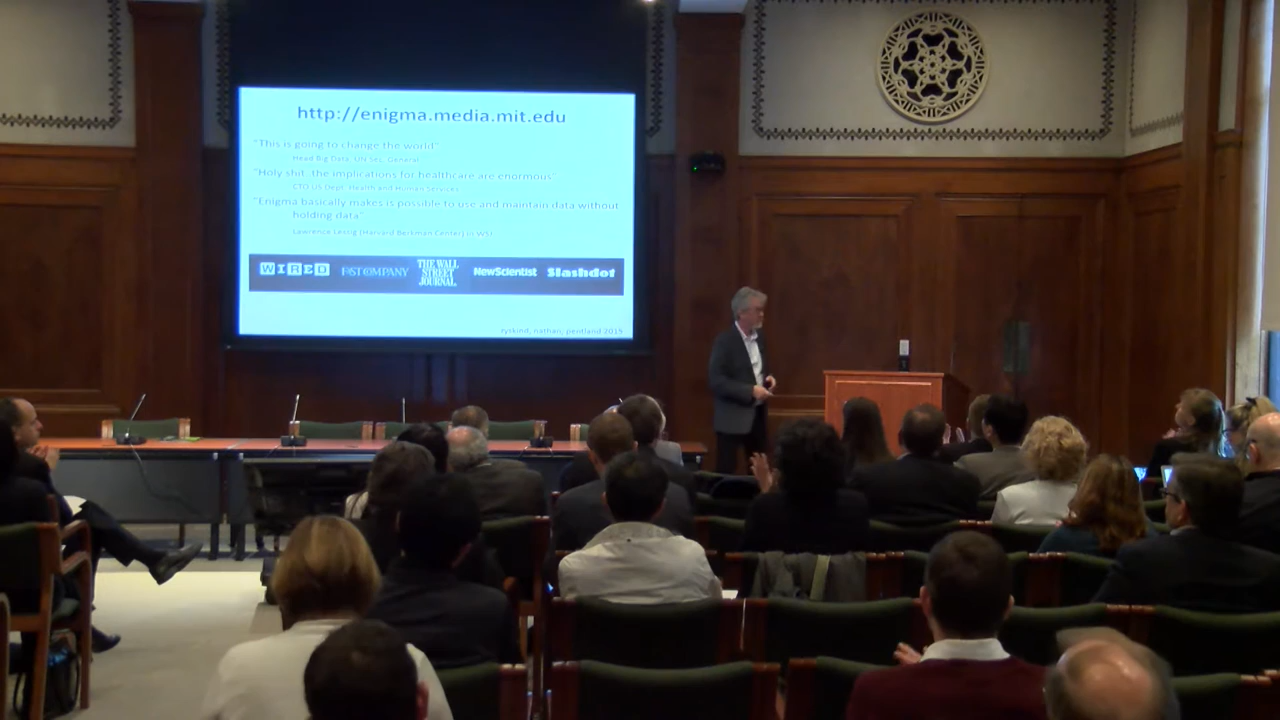 http://enigma.media.mit.edu
"This is going to change the world"
Head Big Data, UN Sec. General
"Holy shit, the implications for healthcare are enormous"
CTO US Dept. Health and Human Services
"Enigma basically makes is possible to use and maintain data without
holding data"
Lawrence Lessig (Harvard Berkman Center) in WSJ
WIRED FAST COMPANY THE WALL STREET JOURNAL. NewScientist Slashdot
zyskind, nathan, pentland 2015